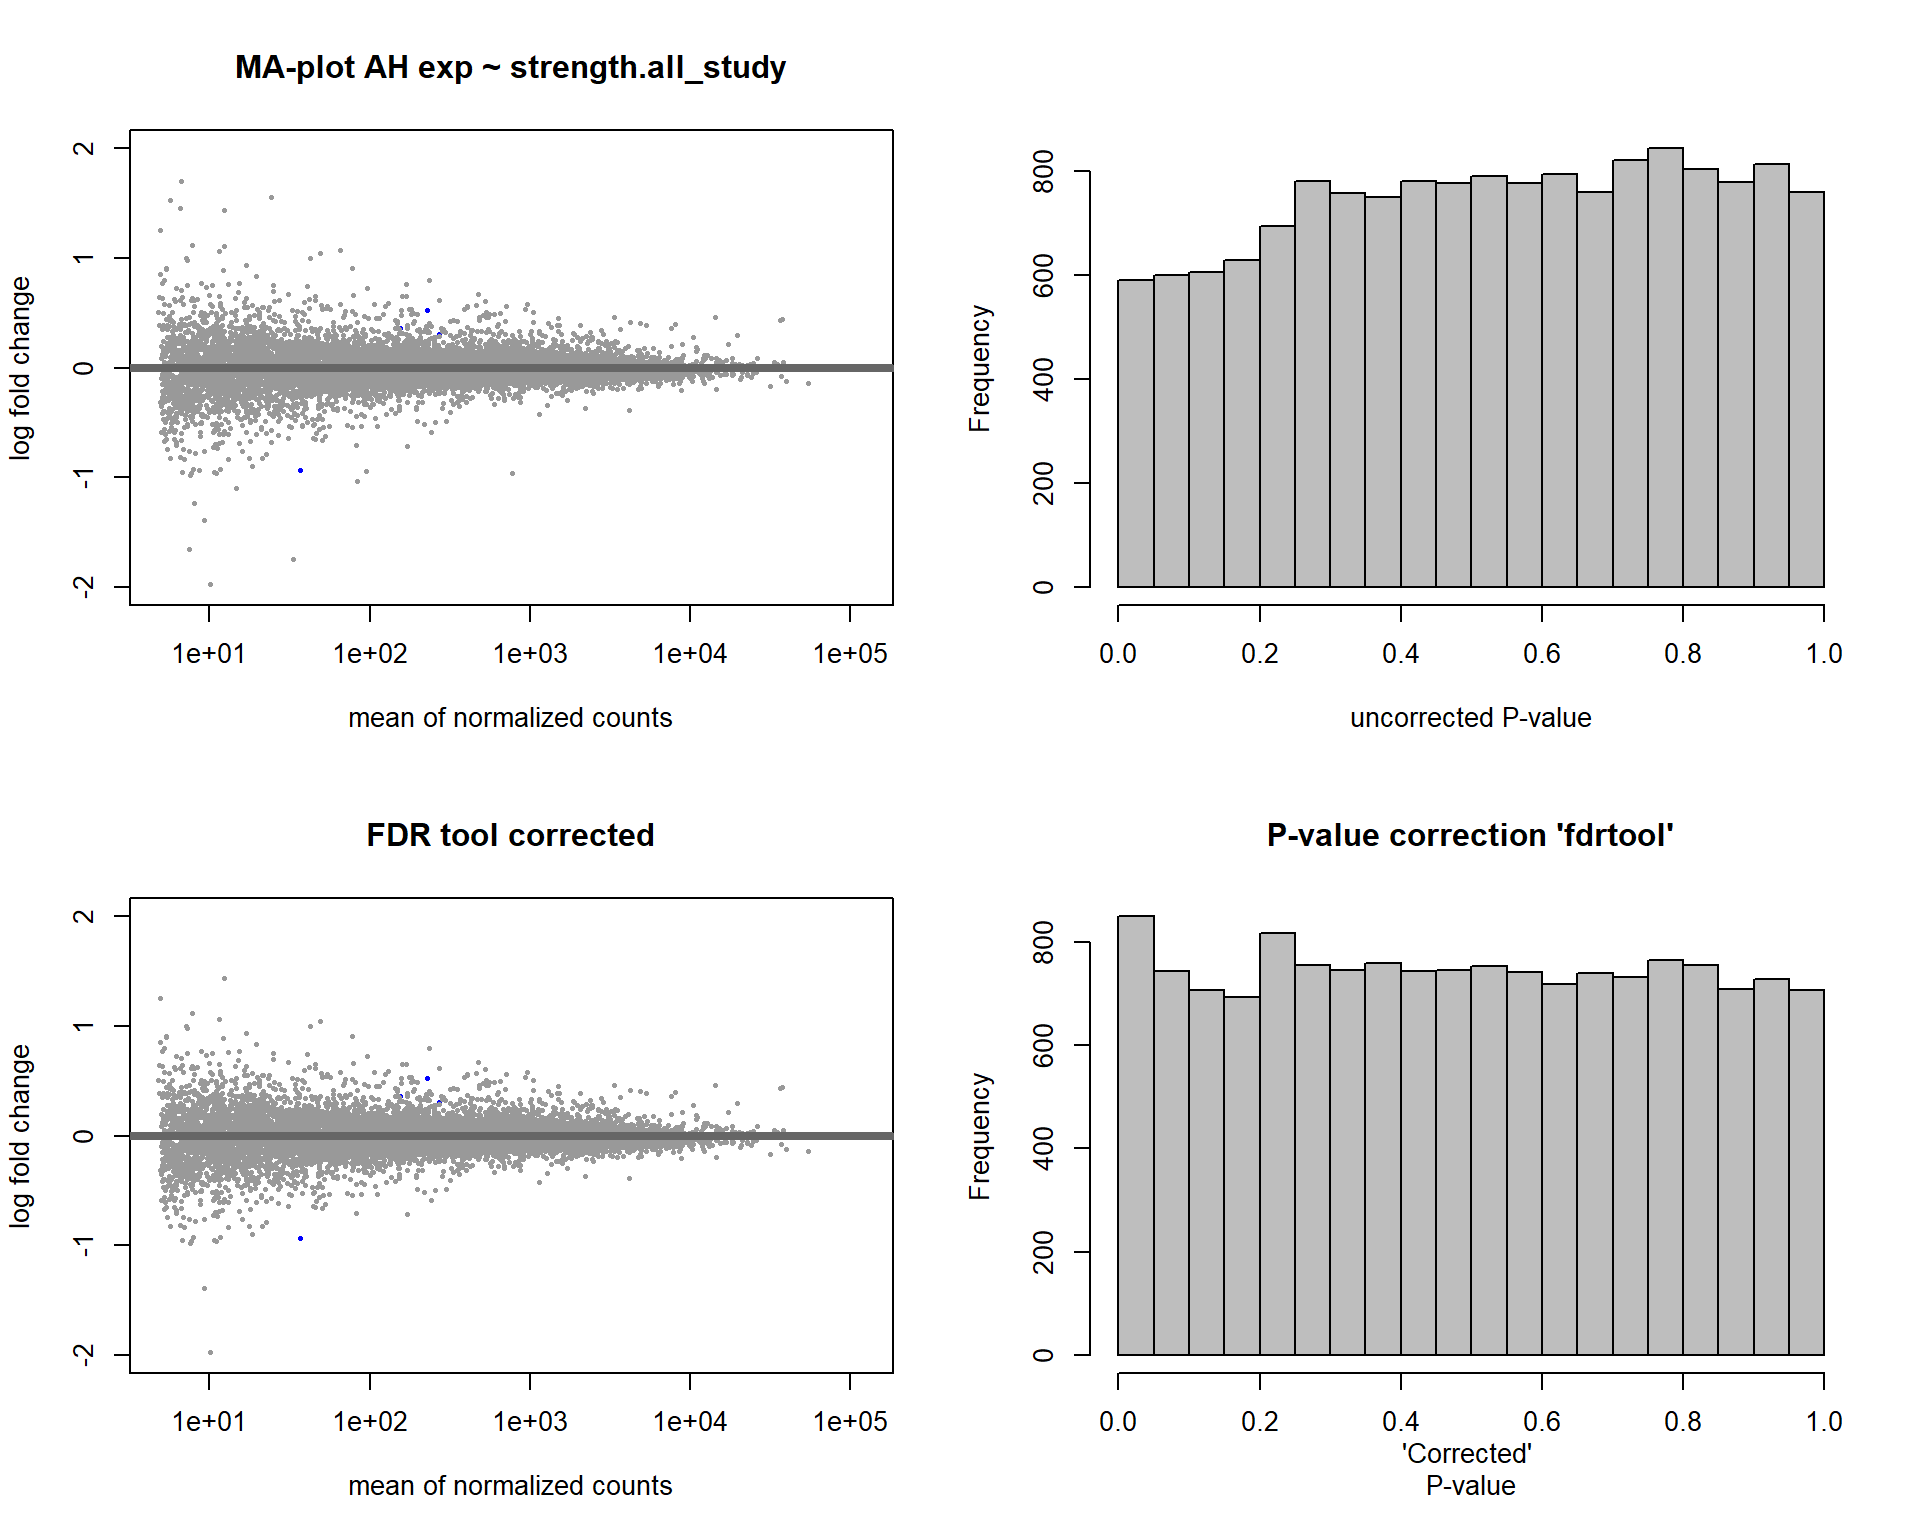 MA-plot AH exp ~ strength.all_study
log fold change
2
1
0
-1
-2
1e+01 1e+02 1e+03 1e+04 1e+05
mean of normalized counts
Frequency
800
600
400
200
0
0.0 0.2 0.4 0.6 0.8 1.0
uncorrected P-value
FDR tool corrected
log fold change
2
1
0
-1
-2
1e+01 1e+02 1e+03 1e+04 1e+05
mean of normalized counts
P-value correction 'fdrtool'
Frequency
800
600
400
200
0
0.0 0.2 0.4 0.6 0.8 1.0
'Corrected'
P-value